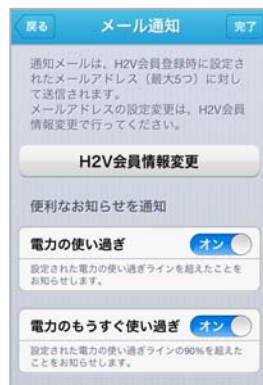 戻る メール通知 完了
通知メールは、H2V会員登録時に設定さ
れたメールアドレス（最大5つ）に対し
て送信されます。
メールアドレスの設定変更は、H2V会員
情報変更で行ってください。
H2V会員情報変更
便利なお知らせを通知
電力の使い過ぎ オン
設定された電力の使い過ぎラインを超えたことを
お知らせします。
電力のもうすぐ使い過ぎ オン
設定された電力の使い過ぎラインの90%を超えた
ことをお知らせします。